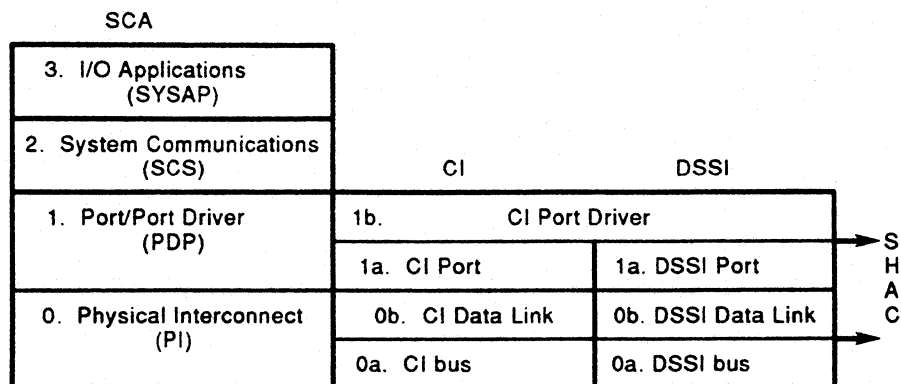 SCA
3. I/O Applications
(SYSAP)
2. System Communications
(SCS)
CI
DSSI
1. Port/Port Driver
(PDP)
1b. CI Port Driver
1a. CI Port
1a. DSSI Port
0. Physical Interconnect
(PI)
0b. CI Data Link
0b. DSSI Data Link
0a. CI bus
0a. DSSI bus
S
H
A
C